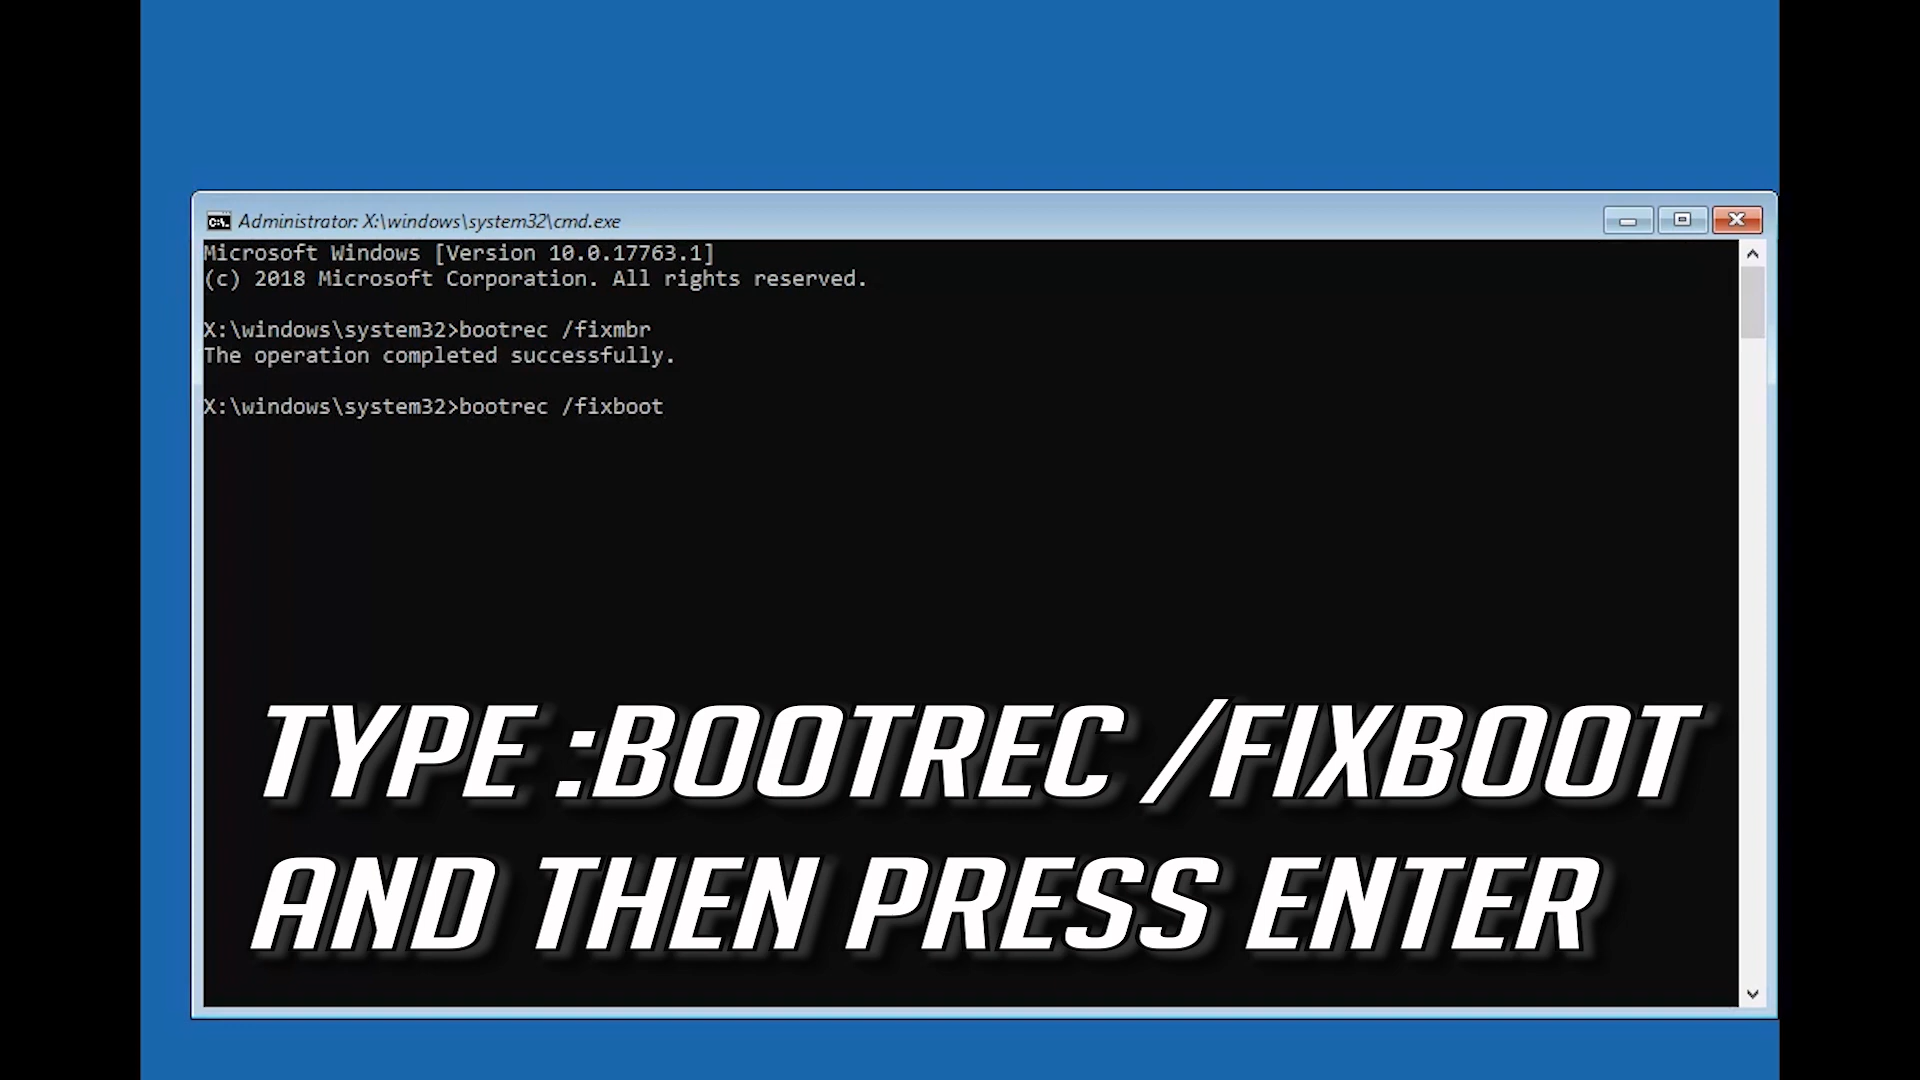 Administrator: X:\windows\system32\cmd.exe
Microsoft Windows [Version 10.0.17763.1]
(c) 2018 Microsoft Corporation. All rights reserved.
X:\windows\system32>bootrec /fixmbr
The operation completed successfully.
X:\windows\system32>bootrec /fixboot
TYPE :BOOTREC /FIXBOOT
AND THEN PRESS ENTER